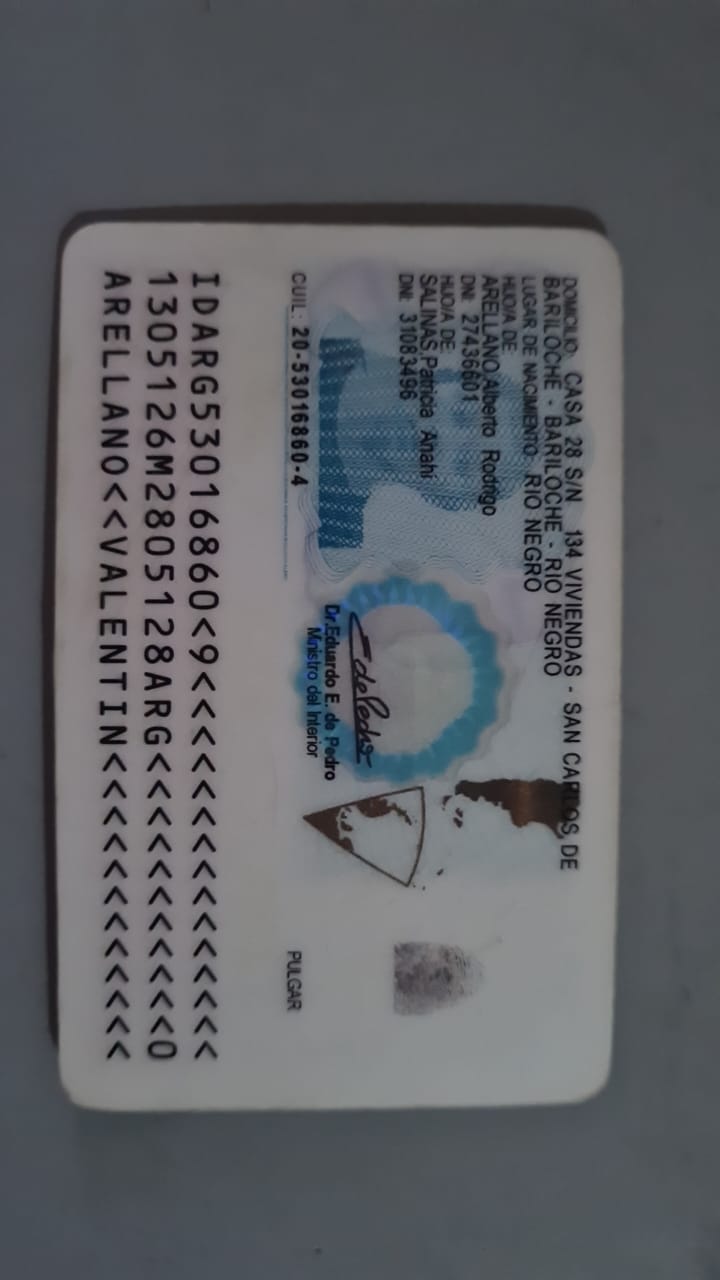 DOMICILIO: CASA 28 S/N 134 VIVIENDAS - SAN CARLOS DE
BARILOCHE - BARILOCHE - RIO NEGRO
LUGAR DE NACIMIENTO: RIO NEGRO
HIJO/A DE:
ARELLANO,Alberto Rodrigo
DNI: 27436601
HIJO/A DE:
SALINAS,Patricia Anahí
DNI: 31083496
Dr.Eduardo E. de Pedro
Ministro del Interior
CUIL: 20-53016860-4
PULGAR
IDARG53016860<9<<<<<<<<<<<<<<<
1305126M2805128ARG<<<<<<<<<<<0
ARELLANO<<VALENTIN<<<<<<<<<<<<